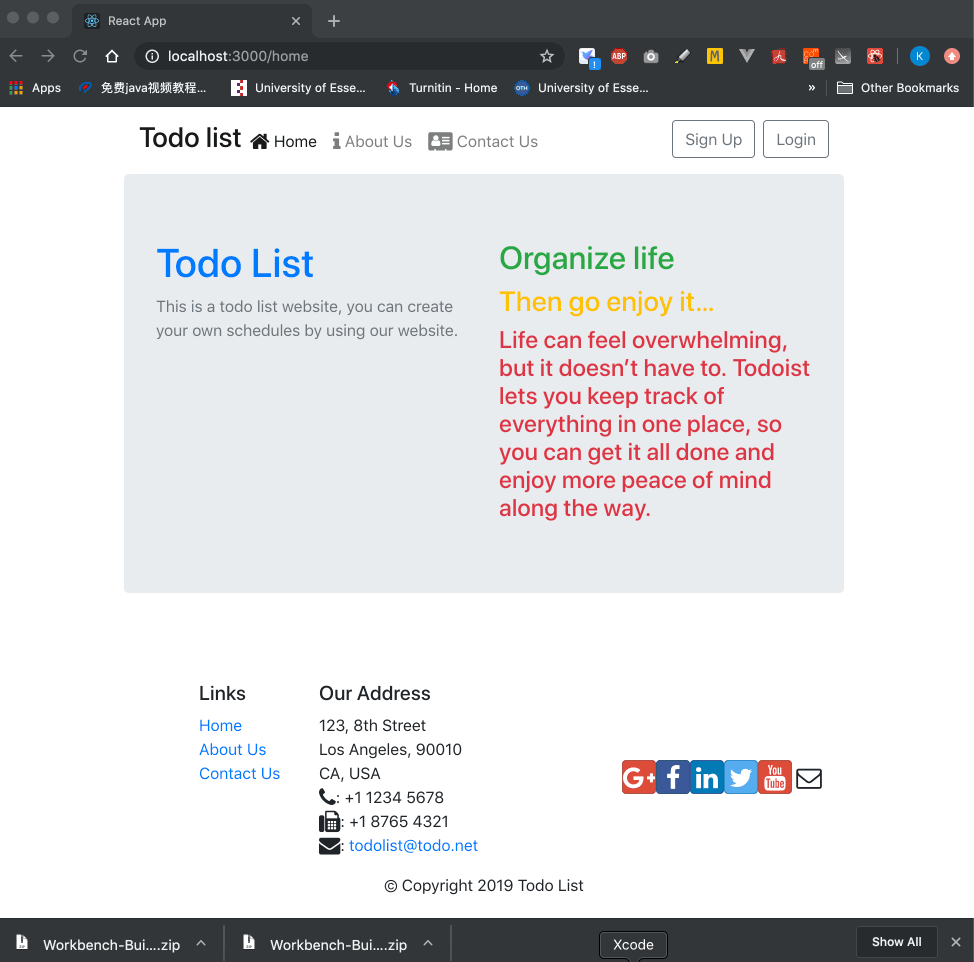 React App
localhost:3000/home
ABP
M
off
K
Apps
免费java视频教程...
University of Esse...
Turnitin - Home
OTH
University of Esse...
»
Other Bookmarks
Todo list
Home
About Us
Contact Us
Sign Up
Login
Todo List
This is a todo list website, you can create
your own schedules by using our website.
Organize life
Then go enjoy it...
Life can feel overwhelming,
but it doesn’t have to. Todoist
lets you keep track of
everything in one place, so
you can get it all done and
enjoy more peace of mind
along the way.
Links
Home
About Us
Contact Us
Our Address
123, 8th Street
Los Angeles, 90010
CA, USA
: +1 1234 5678
: +1 8765 4321
: todolist@todo.net
G+ f in You Tube
© Copyright 2019 Todo List
Workbench-Bui....zip
Workbench-Bui....zip
Xcode
Show All